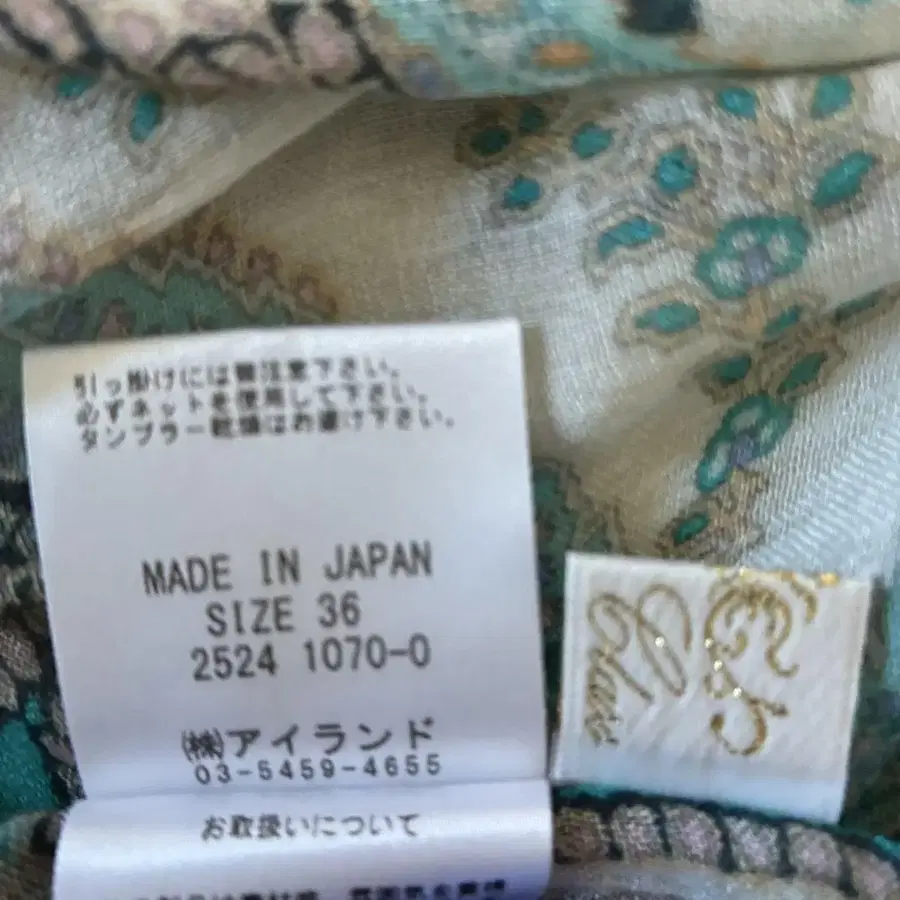 引っ掛けには御注意下さい。
必ずネットを使用して下さい。
タンブラー乾燥はお避け下さい。
MADE IN JAPAN
SIZE 36
2524 1070-0
㈱アイランド
03-5459-4655
お取扱いについて